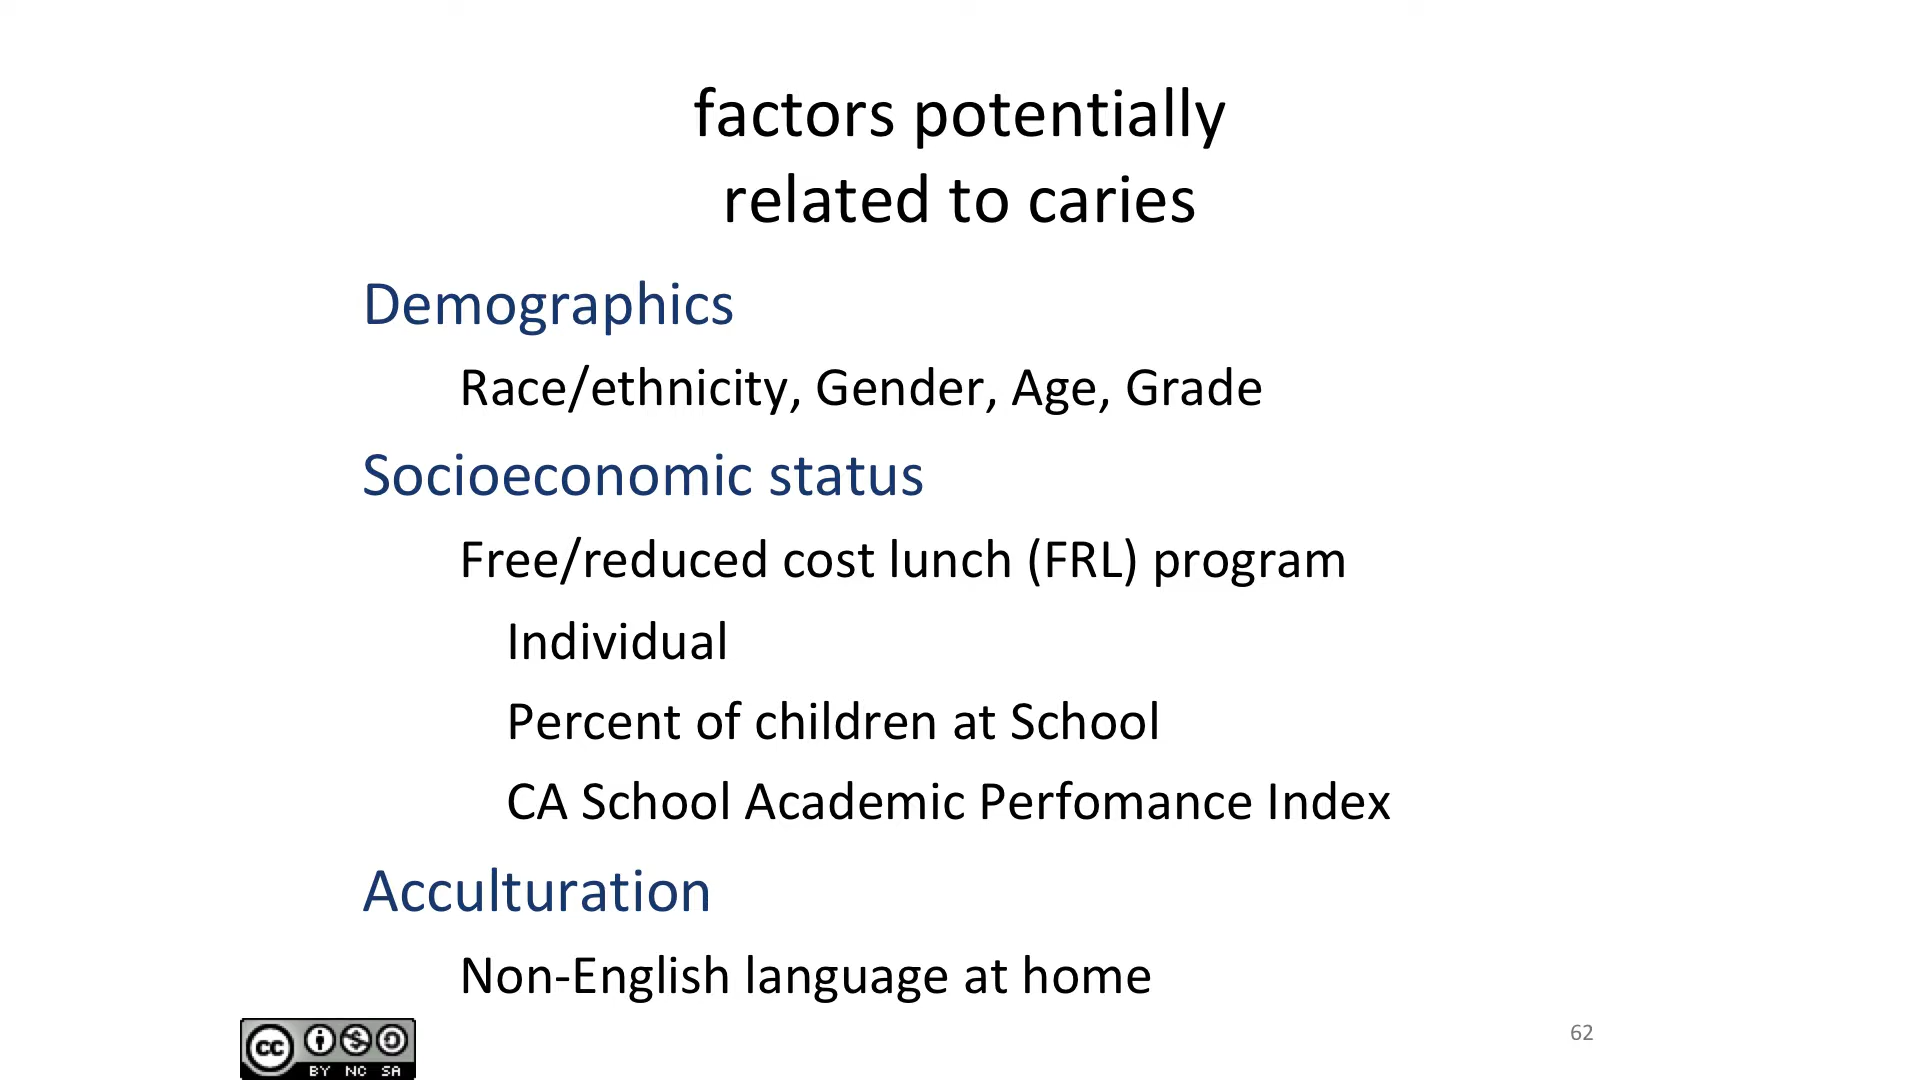 factors potentially
related to caries
Demographics
Race/ethnicity, Gender, Age, Grade
Socioeconomic status
Free/reduced cost lunch (FRL) program
Individual
Percent of children at School
CA School Academic Perfomance Index
Acculturation
Non-English language at home
cc
BY NC SA
62